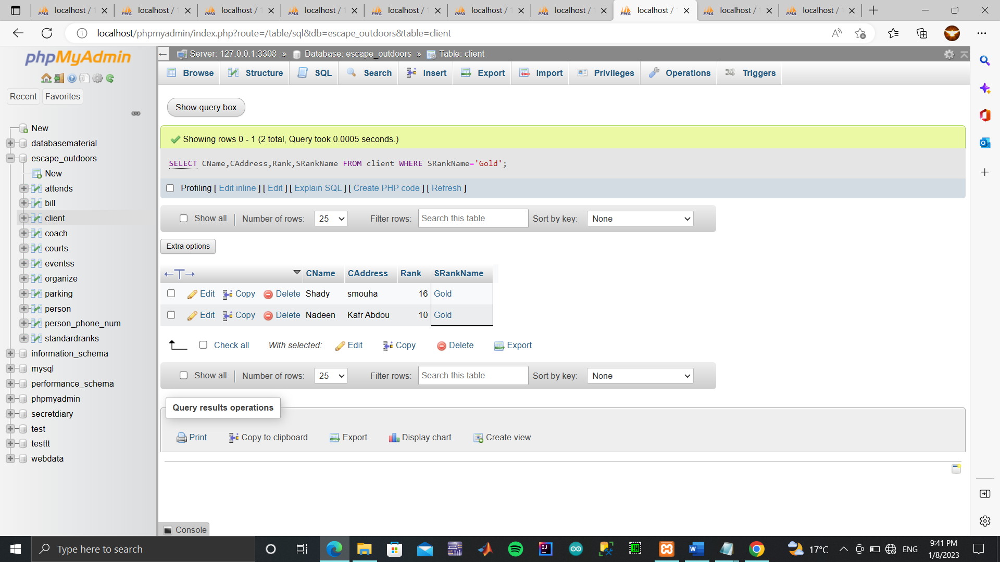 localhost / localhost / localhost / localhost / localhost / localhost / localhost / localhost / localhost / localhost /
localhost/phpmyadmin/index.php?route=/table/sql&db=escape_outdoors&table=client
phpMyAdmin
Recent Favorites
New
databasematerial
escape_outdoors
New
attends
bill
client
coach
courts
eventss
organize
parking
person
person_phone_num
standardranks
information_schema
mysql
performance_schema
phpmyadmin
secretdiary
test
testtt
webdata
Server: 127.0.0.1:3308 » Database: escape_outdoors » Table: client
Browse Structure SQL Search Insert Export Import Privileges Operations Triggers
Show query box
Showing rows 0 - 1 (2 total, Query took 0.0005 seconds.)
SELECT CName,CAddress,Rank,SRankName FROM client WHERE SRankName='Gold';
Profiling [ Edit inline ] [ Edit ] [ Explain SQL ] [ Create PHP code ] [ Refresh ]
Show all Number of rows: 25 Filter rows: Search this table Sort by key: None
Extra options
←T→ CName CAddress Rank SRankName
Edit Copy Delete Shady smouha 16 Gold
Edit Copy Delete Nadeen Kafr Abdou 10 Gold
Check all With selected: Edit Copy Delete Export
Show all Number of rows: 25 Filter rows: Search this table Sort by key: None
Query results operations
Print Copy to clipboard Export Display chart Create view
Console
Type here to search
17°C ENG
9:41 PM
1/8/2023